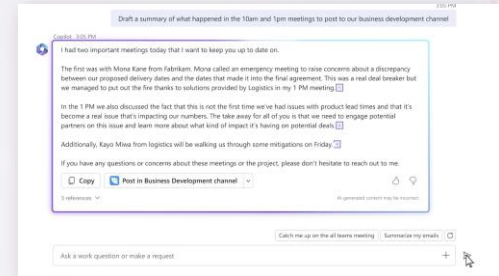 3:05 PM
Draft a summary of what happened in the 10am and 1pm meetings to post to our business development channel
Copilot 3:05 PM
I had two important meetings today that I want to keep you up to date on.
The first was with Mona Kane from Fabrikam. Mona called an emergency meeting to raise concerns about a discrepancy
between our proposed delivery dates and the dates that made it into the final agreement. This was a real deal breaker but
we managed to put out the fire thanks to solutions provided by Logistics in my 1 PM meeting.
In the 1 PM we also discussed the fact that this is not the first time we've had issues with product lead times and that it's
become a real issue that's impacting our numbers. The take away for all of you is that we need to engage potential
partners on this issue and learn more about what kind of impact it's having on potential deals.
Additionally, Kayo Miwa from logistics will be walking us through some mitigations on Friday.
If you have any questions or concerns about these meetings or the project, please don't hesitate to reach out to me.
Copy
Post in Business Development channel
3 references
AI generated content may be incorrect
Catch me up on the all teams meeting
Summarize my emails
Ask a work question or make a request